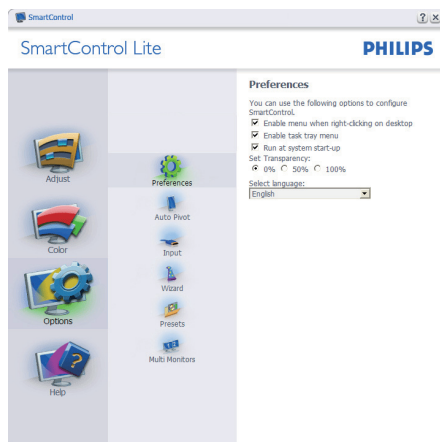 SmartControl
SmartControl Lite
PHILIPS
Adjust
Color
Options
Help
Preferences
Auto Pivot
Input
Wizard
Presets
Multi Monitors
Preferences
You can use the following options to configure
SmartControl.
Enable menu when right-clicking on desktop
Enable task tray menu
Run at system start-up
Set Transparency:
0% 50% 100%
Select language:
English